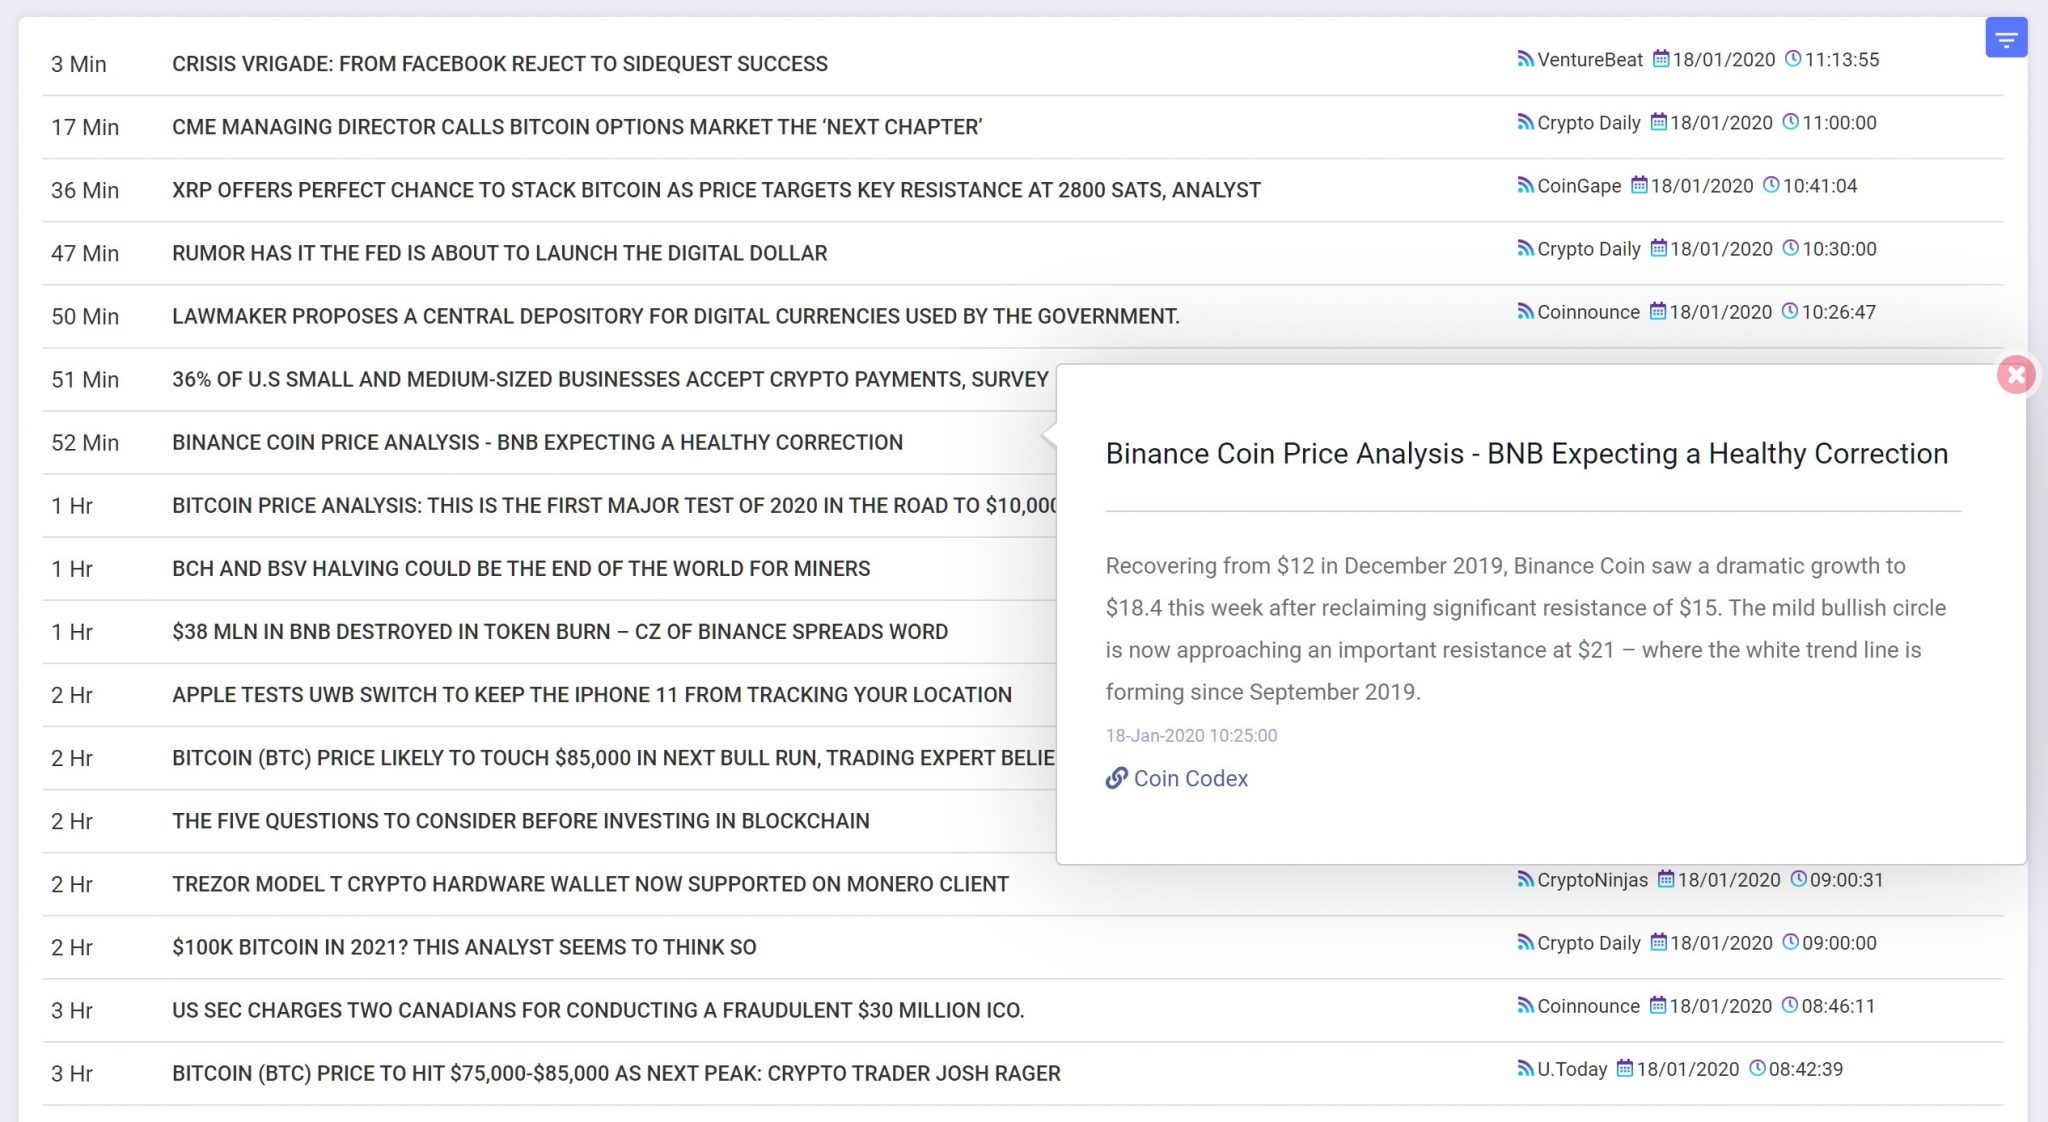 3 Min CRISIS VRIGADE: FROM FACEBOOK REJECT TO SIDEQUEST SUCCESS VentureBeat 18/01/2020 11:13:55
17 Min CME MANAGING DIRECTOR CALLS BITCOIN OPTIONS MARKET THE ‘NEXT CHAPTER’ Crypto Daily 18/01/2020 11:00:00
36 Min XRP OFFERS PERFECT CHANCE TO STACK BITCOIN AS PRICE TARGETS KEY RESISTANCE AT 2800 SATS, ANALYST CoinGape 18/01/2020 10:41:04
47 Min RUMOR HAS IT THE FED IS ABOUT TO LAUNCH THE DIGITAL DOLLAR Crypto Daily 18/01/2020 10:30:00
50 Min LAWMAKER PROPOSES A CENTRAL DEPOSITORY FOR DIGITAL CURRENCIES USED BY THE GOVERNMENT. Coinnounce 18/01/2020 10:26:47
51 Min 36% OF U.S SMALL AND MEDIUM-SIZED BUSINESSES ACCEPT CRYPTO PAYMENTS, SURVEY
52 Min BINANCE COIN PRICE ANALYSIS - BNB EXPECTING A HEALTHY CORRECTION
1 Hr BITCOIN PRICE ANALYSIS: THIS IS THE FIRST MAJOR TEST OF 2020 IN THE ROAD TO $10,000
1 Hr BCH AND BSV HALVING COULD BE THE END OF THE WORLD FOR MINERS
1 Hr $38 MLN IN BNB DESTROYED IN TOKEN BURN – CZ OF BINANCE SPREADS WORD
2 Hr APPLE TESTS UWB SWITCH TO KEEP THE IPHONE 11 FROM TRACKING YOUR LOCATION
2 Hr BITCOIN (BTC) PRICE LIKELY TO TOUCH $85,000 IN NEXT BULL RUN, TRADING EXPERT BELIE
2 Hr THE FIVE QUESTIONS TO CONSIDER BEFORE INVESTING IN BLOCKCHAIN
2 Hr TREZOR MODEL T CRYPTO HARDWARE WALLET NOW SUPPORTED ON MONERO CLIENT CryptoNinjas 18/01/2020 09:00:31
2 Hr $100K BITCOIN IN 2021? THIS ANALYST SEEMS TO THINK SO Crypto Daily 18/01/2020 09:00:00
3 Hr US SEC CHARGES TWO CANADIANS FOR CONDUCTING A FRAUDULENT $30 MILLION ICO. Coinnounce 18/01/2020 08:46:11
3 Hr BITCOIN (BTC) PRICE TO HIT $75,000-$85,000 AS NEXT PEAK: CRYPTO TRADER JOSH RAGER U.Today 18/01/2020 08:42:39
Binance Coin Price Analysis - BNB Expecting a Healthy Correction
Recovering from $12 in December 2019, Binance Coin saw a dramatic growth to
$18.4 this week after reclaiming significant resistance of $15. The mild bullish circle
is now approaching an important resistance at $21 – where the white trend line is
forming since September 2019.
18-Jan-2020 10:25:00
Coin Codex